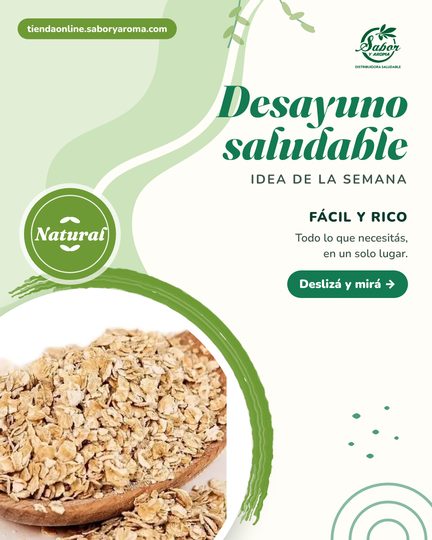 tiendaonline.saboryaroma.com
Sabor
Y AROMA
DISTRIBUIDORA SALUDABLE
Desayuno
saludable
IDEA DE LA SEMANA
Natural
FÁCIL Y RICO
Todo lo que necesitás,
en un solo lugar.
Deslizá y mirá →